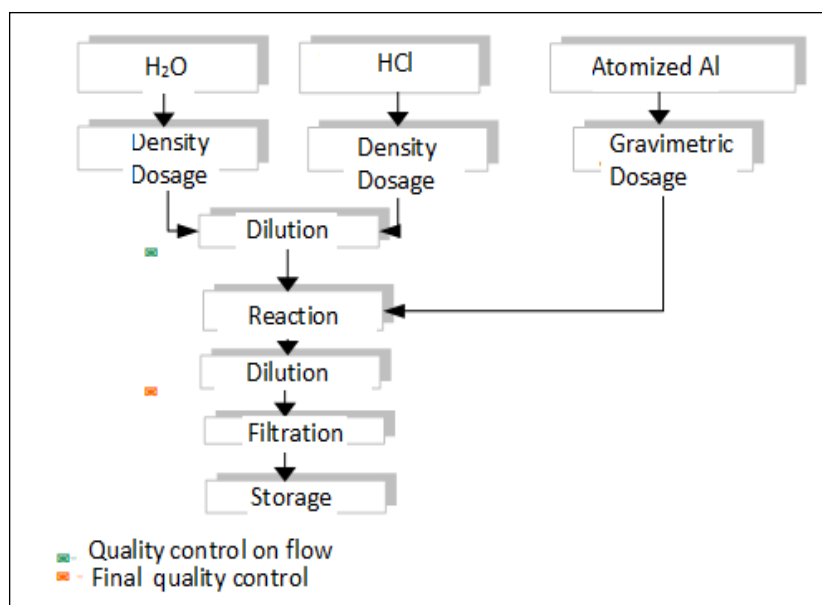 H₂O
HCl
Atomized Al
Density
Dosage
Density
Dosage
Gravimetric
Dosage
Dilution
Reaction
Dilution
Filtration
Storage
Quality control on flow
Final quality control